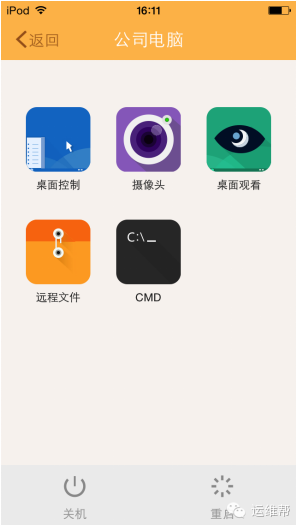 iPod 16:11
返回 公司电脑
C:\_
桌面控制 摄像头 桌面观看
远程文件 CMD
关机 重启
运维帮